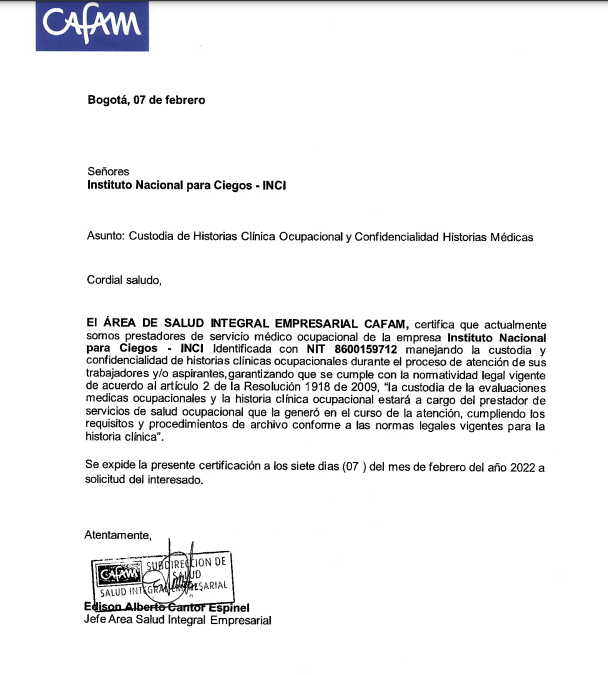 CAFAM
Bogotá, 07 de febrero
Señores
Instituto Nacional para Ciegos - INCI
Asunto: Custodia de Historias Clínica Ocupacional y Confidencialidad Historias Médicas
Cordial saludo,
El ÁREA DE SALUD INTEGRAL EMPRESARIAL CAFAM, certifica que actualmente
somos prestadores de servicio médico ocupacional de la empresa Instituto Nacional
para Ciegos - INCI Identificada con NIT 8600159712 manejando la custodia y
confidencialidad de historias clínicas ocupacionales durante el proceso de atención de sus
trabajadores y/o aspirantes,garantizando que se cumple con la normatividad legal vigente
de acuerdo al artículo 2 de la Resolución 1918 de 2009, “la custodia de la evaluaciones
medicas ocupacionales y la historia clínica ocupacional estará a cargo del prestador de
servicios de salud ocupacional que la generó en el curso de la atención, cumpliendo los
requisitos y procedimientos de archivo conforme a las normas legales vigentes para la
historia clínica”.
Se expide la presente certificación a los siete dias (07 ) del mes de febrero del año 2022 a
solicitud del interesado.
Atentamente,
CAFAM SUBDIRECCION DE
SALUD
SALUD INTEGRAL EMPRESARIAL
Edison Alberto Cantor Espinel
Jefe Area Salud Integral Empresarial